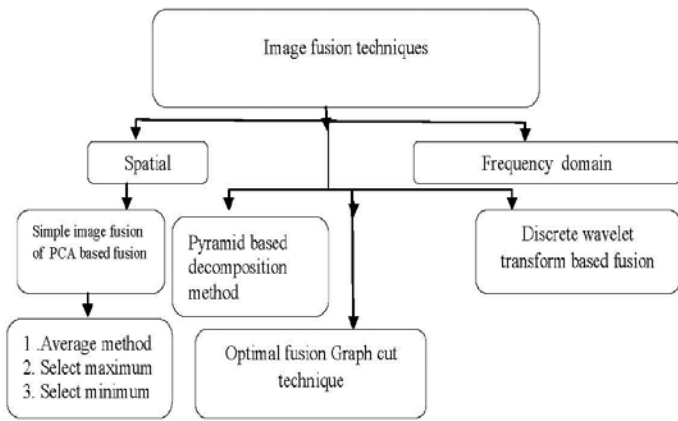 Image fusion techniques
Spatial
Frequency domain
Simple image fusion
of PCA based fusion
Pyramid based
decomposition
method
Discrete wavelet
transform based fusion
1 .Average method
2. Select maximum
3. Select minimum
Optimal fusion Graph cut
technique